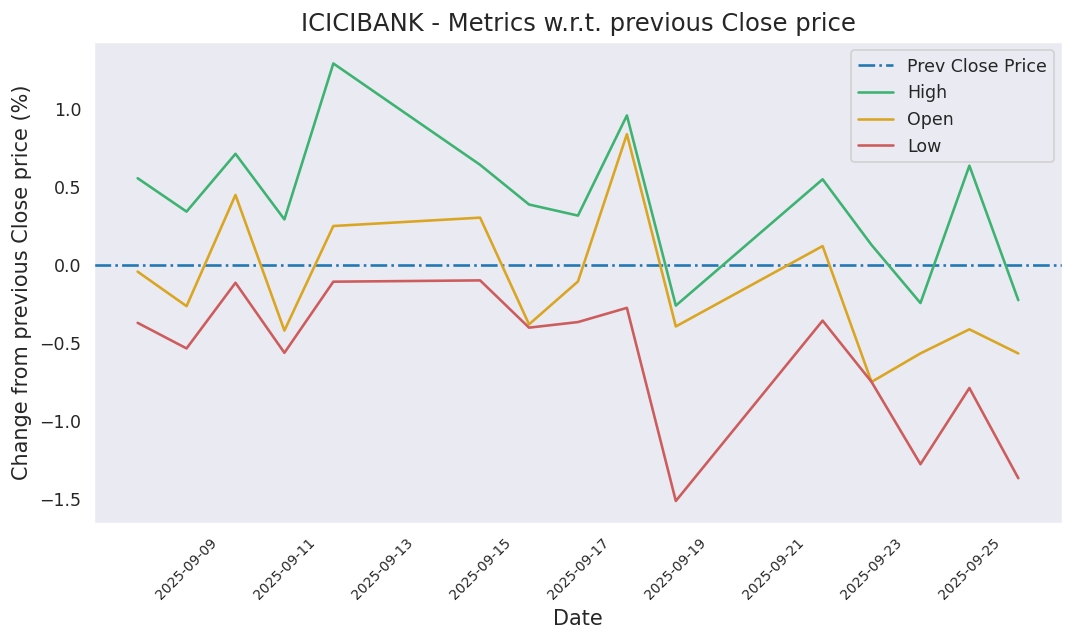 ICICIBANK - Metrics w.r.t. previous Close price
Prev Close Price
High
Open
Low
Change from previous Close price (%)
1.0
0.5
0.0
−0.5
−1.0
−1.5
2025-09-09
2025-09-11
2025-09-13
2025-09-15
2025-09-17
2025-09-19
2025-09-21
2025-09-23
2025-09-25
Date